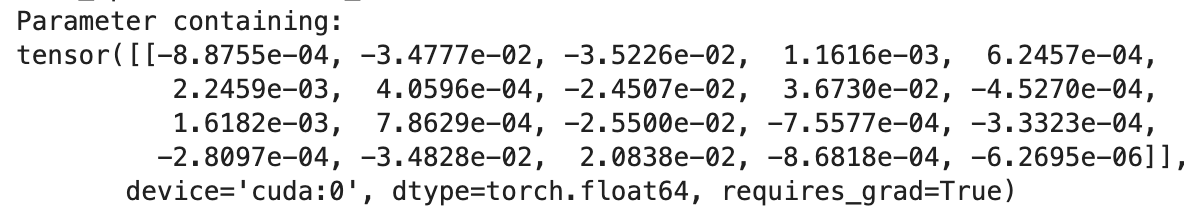 Parameter containing:
tensor([[-8.8755e-04, -3.4777e-02, -3.5226e-02,  1.1616e-03,  6.2457e-04,
          2.2459e-03,  4.0596e-04, -2.4507e-02,  3.6730e-02, -4.5270e-04,
          1.6182e-03,  7.8629e-04, -2.5500e-02, -7.5577e-04, -3.3323e-04,
         -2.8097e-04, -3.4828e-02,  2.0838e-02, -8.6818e-04, -6.2695e-06]],
       device='cuda:0', dtype=torch.float64, requires_grad=True)